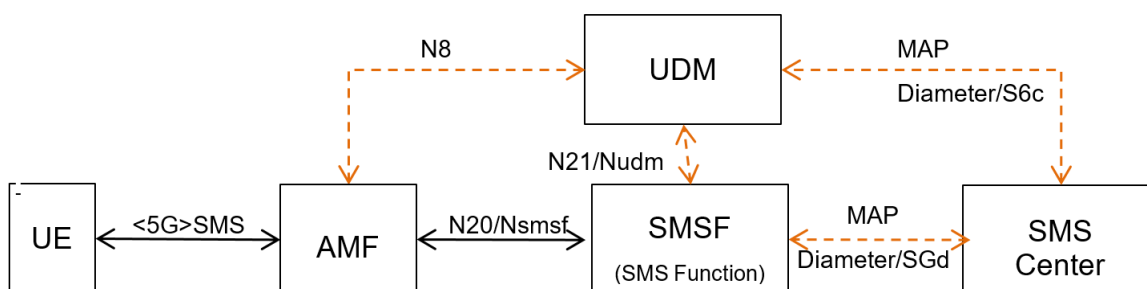 N8
UDM
MAP
Diameter/S6c
N21/Nudm
-
UE
<5G>SMS
AMF
N20/Nsmsf
SMSF
(SMS Function)
MAP
Diameter/SGd
SMS
Center